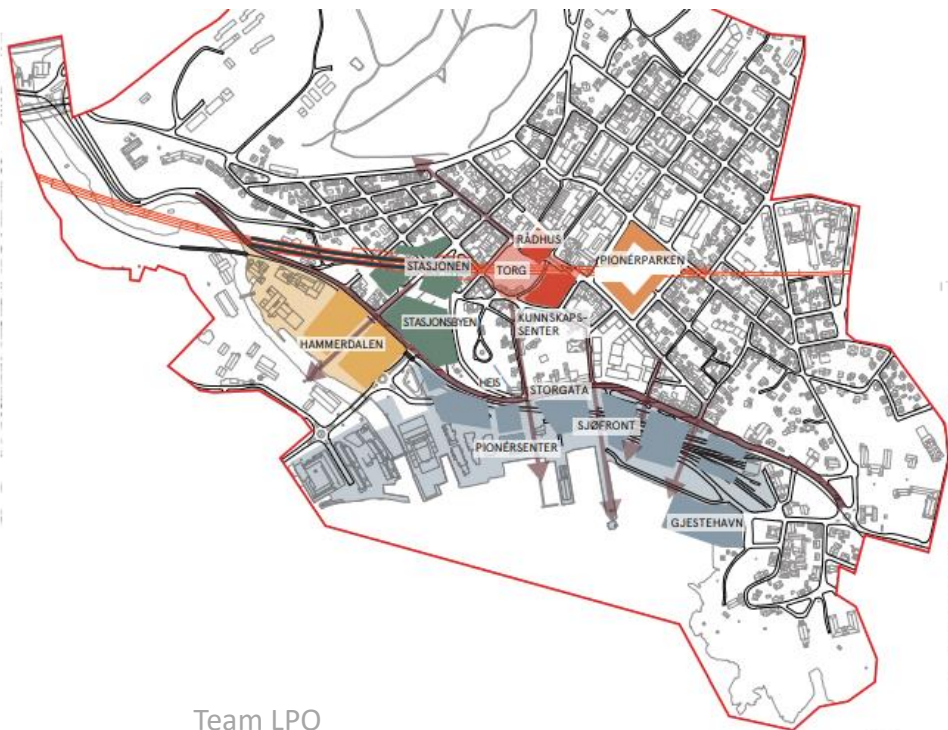 RÅDHUS
STASJONEN
TORG
PIONÉRPARKEN
STASJONSBYEN
KUNNSKAPS-
SENTER
HAMMERDALEN
HEIS
STORGATA
SJØFRONT
PIONÉRSENTER
GJESTEHAVN
Team LPO